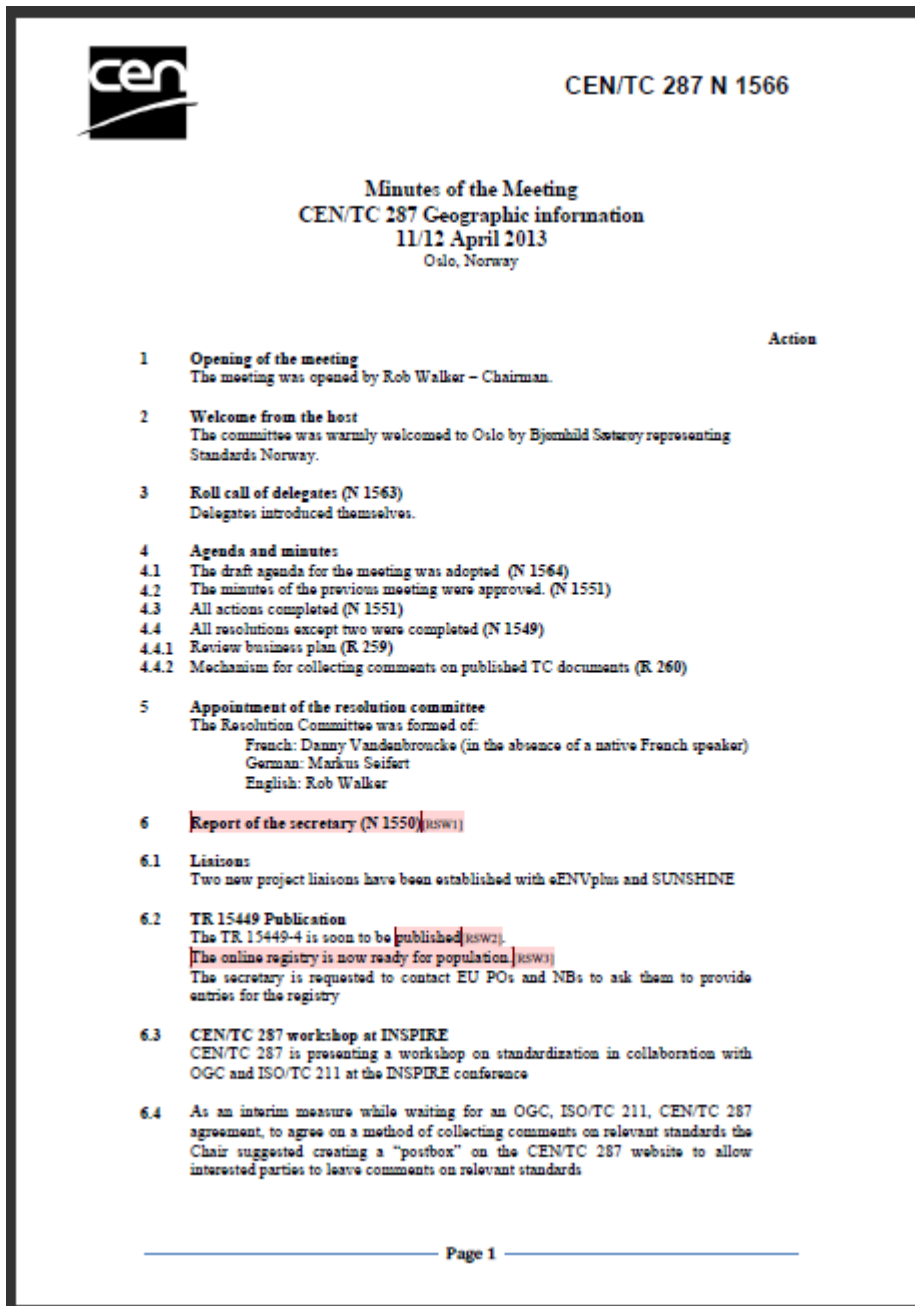 cen
CEN/TC 287 N 1566
Minutes of the Meeting
CEN/TC 287 Geographic information
11/12 April 2013
Oslo, Norway
Action
1 Opening of the meeting
The meeting was opened by Rob Walker – Chairman.
2 Welcome from the host
The committee was warmly welcomed to Oslo by Bjørnhild Sæterøy representing
Standards Norway.
3 Roll call of delegates (N 1563)
Delegates introduced themselves.
4 Agenda and minutes
4.1 The draft agenda for the meeting was adopted (N 1564)
4.2 The minutes of the previous meeting were approved. (N 1551)
4.3 All actions completed (N 1551)
4.4 All resolutions except two were completed (N 1549)
4.4.1 Review business plan (R 259)
4.4.2 Mechanism for collecting comments on published TC documents (R 260)
5 Appointment of the resolution committee
The Resolution Committee was formed of:
French: Danny Vandenbroucke (in the absence of a native French speaker)
German: Markus Seifert
English: Rob Walker
6 Report of the secretary (N 1550)[RSW1]
6.1 Liaisons
Two new project liaisons have been established with eENVplus and SUNSHINE
6.2 TR 15449 Publication
The TR 15449-4 is soon to be published[RSW2].
The online registry is now ready for population.[RSW3]
The secretary is requested to contact EU POs and NBs to ask them to provide
entries for the registry
6.3 CEN/TC 287 workshop at INSPIRE
CEN/TC 287 is presenting a workshop on standardization in collaboration with
OGC and ISO/TC 211 at the INSPIRE conference
6.4 As an interim measure while waiting for an OGC, ISO/TC 211, CEN/TC 287
agreement, to agree on a method of collecting comments on relevant standards the
Chair suggested creating a “postbox” on the CEN/TC 287 website to allow
interested parties to leave comments on relevant standards
Page 1